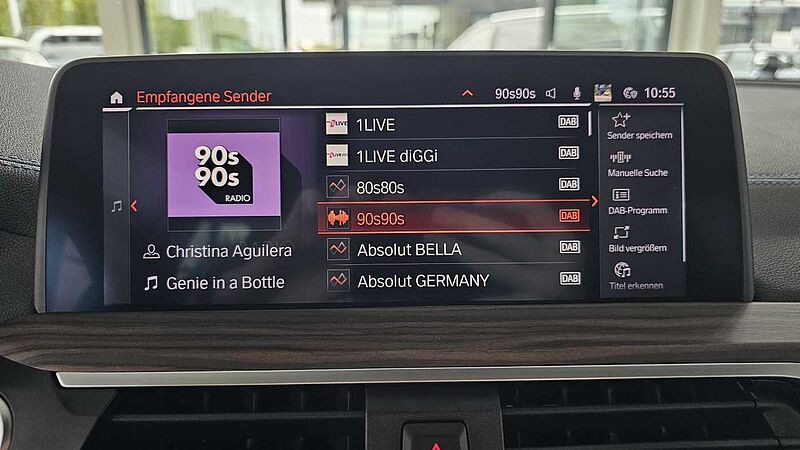 Empfangene Sender
90s90s
10:55
90s
90s
RADIO
Christina Aguilera
Genie in a Bottle
1LIVE DAB
1LIVE diGGi DAB
80s80s DAB
90s90s DAB
Absolut BELLA DAB
Absolut GERMANY DAB
Sender speichern
Manuelle Suche
DAB-Programm
Bild vergrößern
Titel erkennen